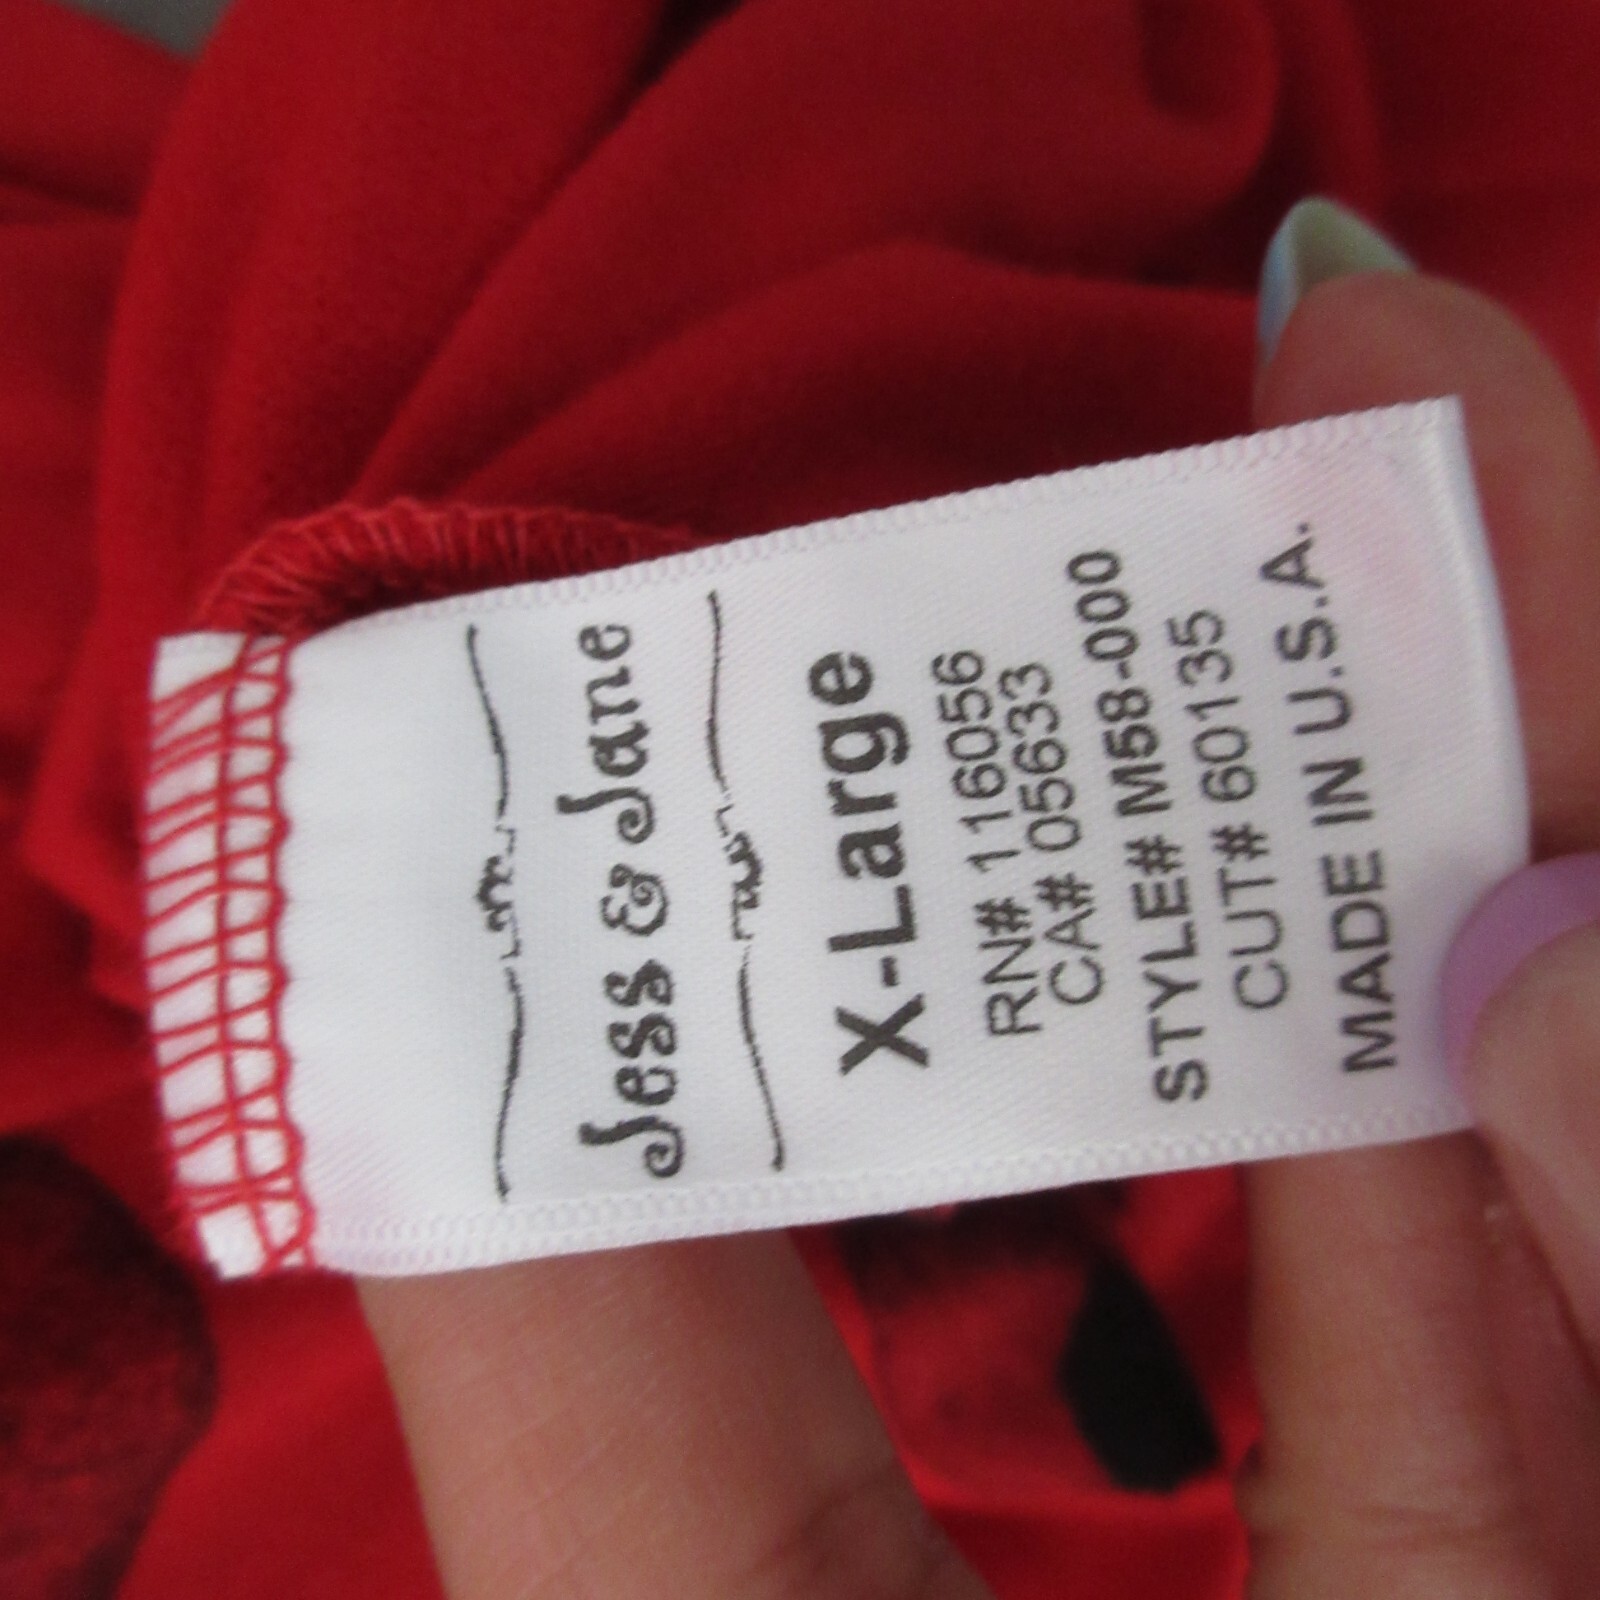 Jess & Jane
X-Large
RN# 116056
CA# 05633
STYLE# M58-000
CUT# 60135
MADE IN U.S.A.